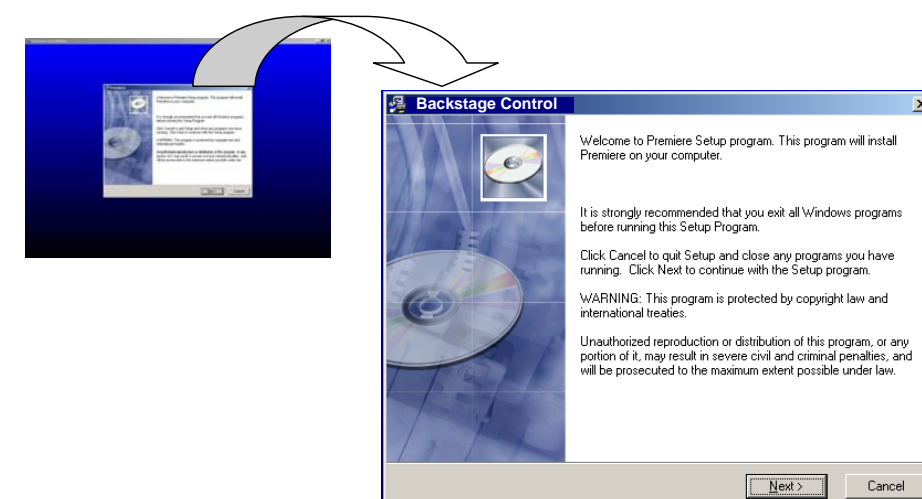 Backstage Control
Welcome to Premiere Setup program. This program will install
Premiere on your computer.
It is strongly recommended that you exit all Windows programs
before running this Setup Program.
Click Cancel to quit Setup and close any programs you have
running. Click Next to continue with the Setup program.
WARNING: This program is protected by copyright law and
international treaties.
Unauthorized reproduction or distribution of this program, or any
portion of it, may result in severe civil and criminal penalties, and
will be prosecuted to the maximum extent possible under law.
Next >
Cancel